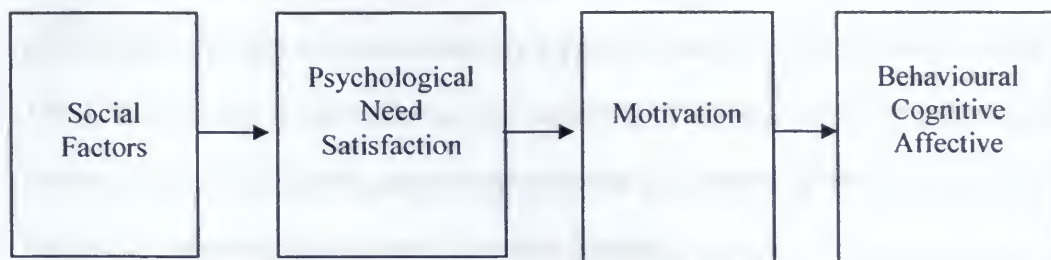 Social
Factors
Psychological
Need
Satisfaction
Motivation
Behavioural
Cognitive
Affective